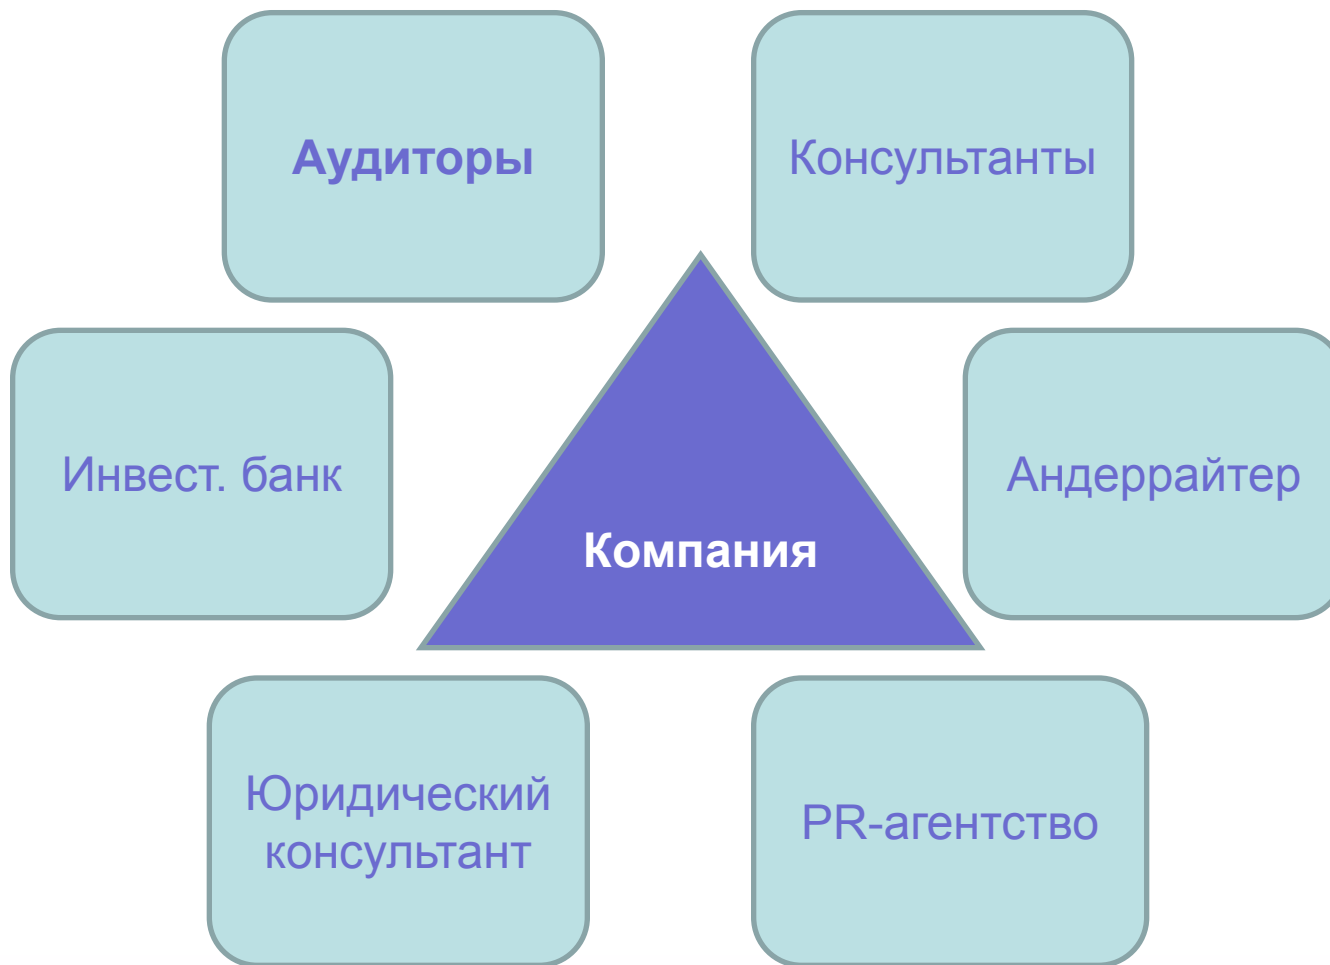 Аудиторы
Консультанты
Инвест. банк
Андеррайтер
Компания
Юридический
консультант
PR-агентство